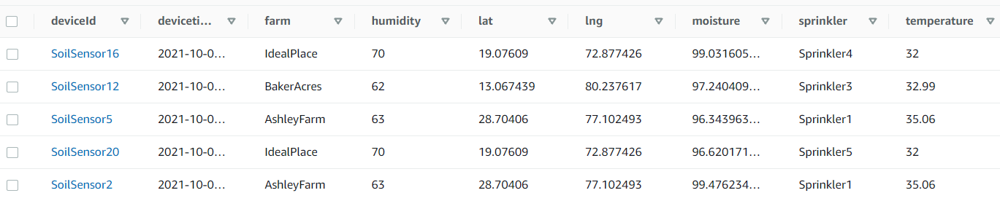 deviceId deviceti... farm humidity lat lng moisture sprinkler temperature
SoilSensor16 2021-10-0... IdealPlace 70 19.07609 72.877426 99.031605... Sprinkler4 32
SoilSensor12 2021-10-0... BakerAcres 62 13.067439 80.237617 97.240409... Sprinkler3 32.99
SoilSensor5 2021-10-0... AshleyFarm 63 28.70406 77.102493 96.343963... Sprinkler1 35.06
SoilSensor20 2021-10-0... IdealPlace 70 19.07609 72.877426 96.620171... Sprinkler5 32
SoilSensor2 2021-10-0... AshleyFarm 63 28.70406 77.102493 99.476234... Sprinkler1 35.06